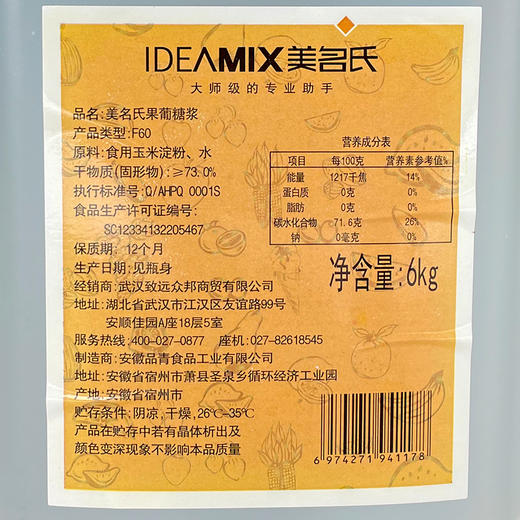 IDEAMIX美名氏
大师级的专业助手
品名: 美名氏果葡糖浆
产品类型: F60
原料: 食用玉米淀粉、水
干物质(固形物): ≥73.0%
执行标准号: Q/AHPQ 0001S
食品生产许可证编号:
SC12334132205467
保质期: 12个月
生产日期: 见瓶身
营养成分表
项目 每100克 营养素参考值%
能量 1217千焦 14%
蛋白质 0克 0%
脂肪 0克 0%
碳水化合物 71.6克 26%
钠 0毫克 0%
净含量: 6kg
经销商: 武汉致远众邦商贸有限公司
地址: 湖北省武汉市江汉区友谊路99号
安顺佳园A座18层5室
服务热线: 400-027-0877 座机: 027-82618545
制造商: 安徽品青食品工业有限公司
地址: 安徽省宿州市萧县圣泉乡循环经济工业园
产地: 安徽省宿州市
贮存条件: 阴凉, 干燥, 26℃-35℃
产品在贮存中若有晶体析出及
颜色变深现象不影响本品质量
6 974271 941178